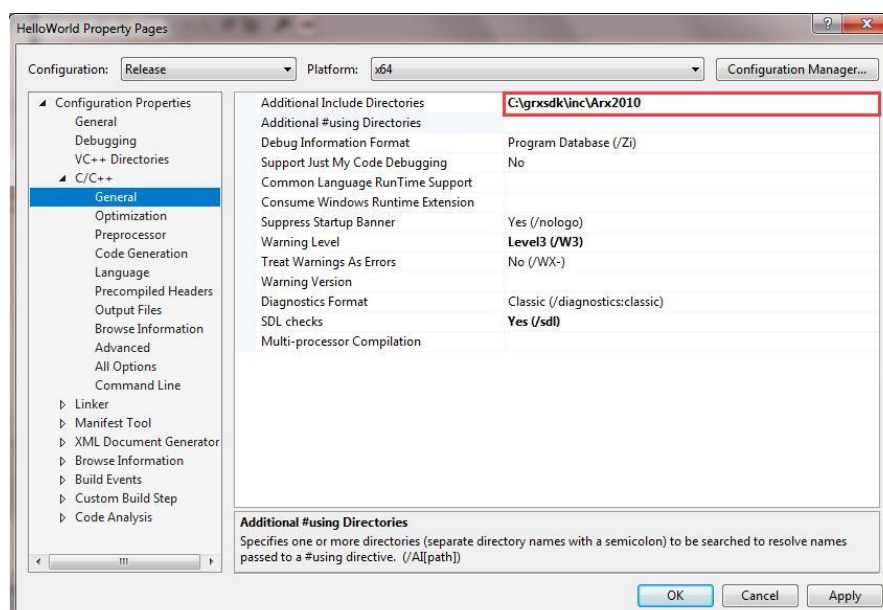 HelloWorld Property Pages
Configuration: Release Platform: x64 Configuration Manager...
Configuration Properties
General
Debugging
VC++ Directories
C/C++
General
Optimization
Preprocessor
Code Generation
Language
Precompiled Headers
Output Files
Browse Information
Advanced
All Options
Command Line
Linker
Manifest Tool
XML Document Generator
Browse Information
Build Events
Custom Build Step
Code Analysis
Additional Include Directories C:\grxsdk\inc\Arx2010
Additional #using Directories
Debug Information Format Program Database (/Zi)
Support Just My Code Debugging No
Common Language RunTime Support
Consume Windows Runtime Extension
Suppress Startup Banner Yes (/nologo)
Warning Level Level3 (/W3)
Treat Warnings As Errors No (/WX-)
Warning Version
Diagnostics Format Classic (/diagnostics:classic)
SDL checks Yes (/sdl)
Multi-processor Compilation
Additional #using Directories
Specifies one or more directories (separate directory names with a semicolon) to be searched to resolve names
passed to a #using directive. (/AI[path])
OK Cancel Apply